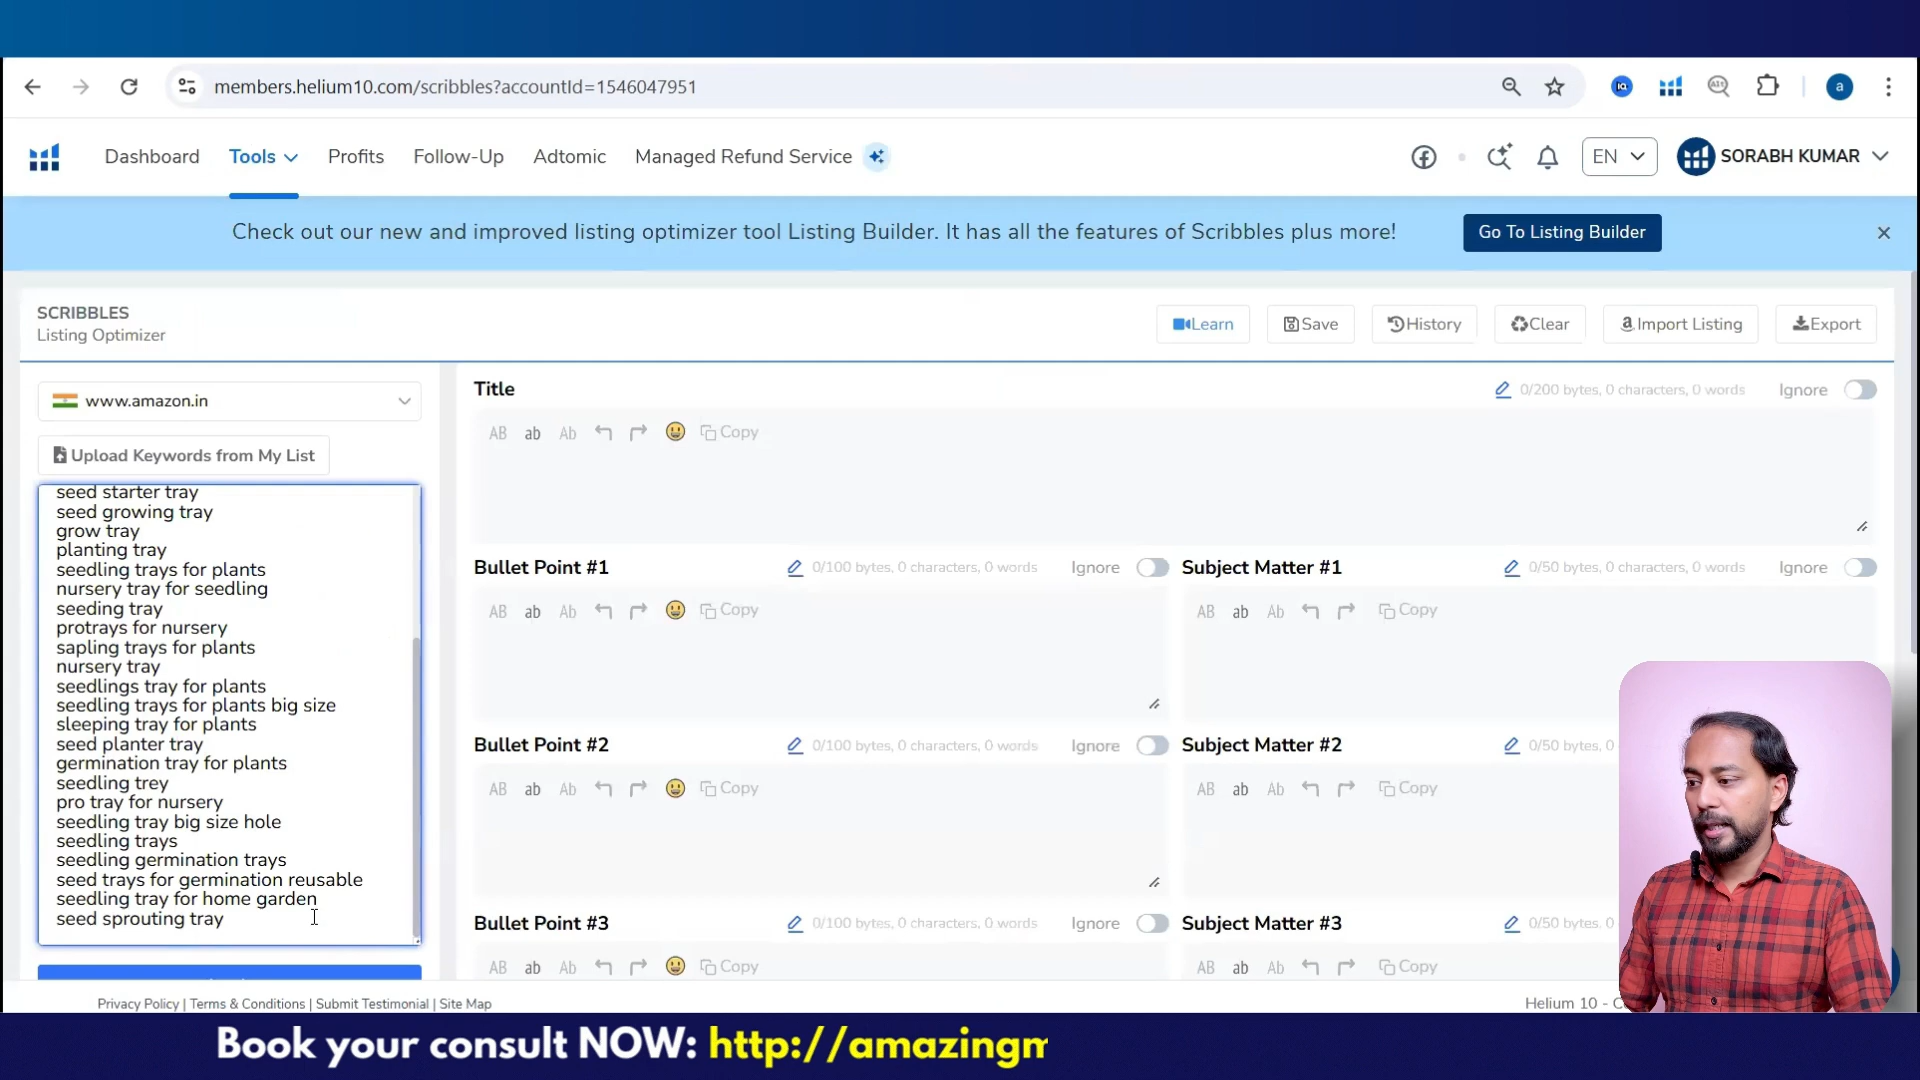 members.helium10.com/scribbles?accountId=1546047951
a
Dashboard
Tools
Profits
Follow-Up
Adtomic
Managed Refund Service
EN
SORABH KUMAR
Check out our new and improved listing optimizer tool Listing Builder. It has all the features of Scribbles plus more!
Go To Listing Builder
SCRIBBLES
Listing Optimizer
Learn
Save
History
Clear
Import Listing
Export
www.amazon.in
Upload Keywords from My List
seed starter tray
seed growing tray
grow tray
planting tray
seedling trays for plants
nursery tray for seedling
seeding tray
protrays for nursery
sapling trays for plants
nursery tray
seedlings tray for plants
seedling trays for plants big size
sleeping tray for plants
seed planter tray
germination tray for plants
seedling trey
pro tray for nursery
seedling tray big size hole
seedling trays
seedling germination trays
seed trays for germination reusable
seedling tray for home garden
seed sprouting tray
Title
0/200 bytes, 0 characters, 0 words
Ignore
AB ab Ab Copy
Bullet Point #1
0/100 bytes, 0 characters, 0 words
Ignore
AB ab Ab Copy
Subject Matter #1
0/50 bytes, 0 characters, 0 words
Ignore
AB ab Ab Copy
Bullet Point #2
0/100 bytes, 0 characters, 0 words
Ignore
AB ab Ab Copy
Subject Matter #2
0/50 bytes, 0
AB ab Ab Copy
Bullet Point #3
0/100 bytes, 0 characters, 0 words
Ignore
AB ab Ab Copy
Subject Matter #3
0/50 bytes, 0
AB ab Ab Copy
Privacy Policy | Terms & Conditions | Submit Testimonial | Site Map
Helium 10 -
Book your consult NOW: http://amazingm